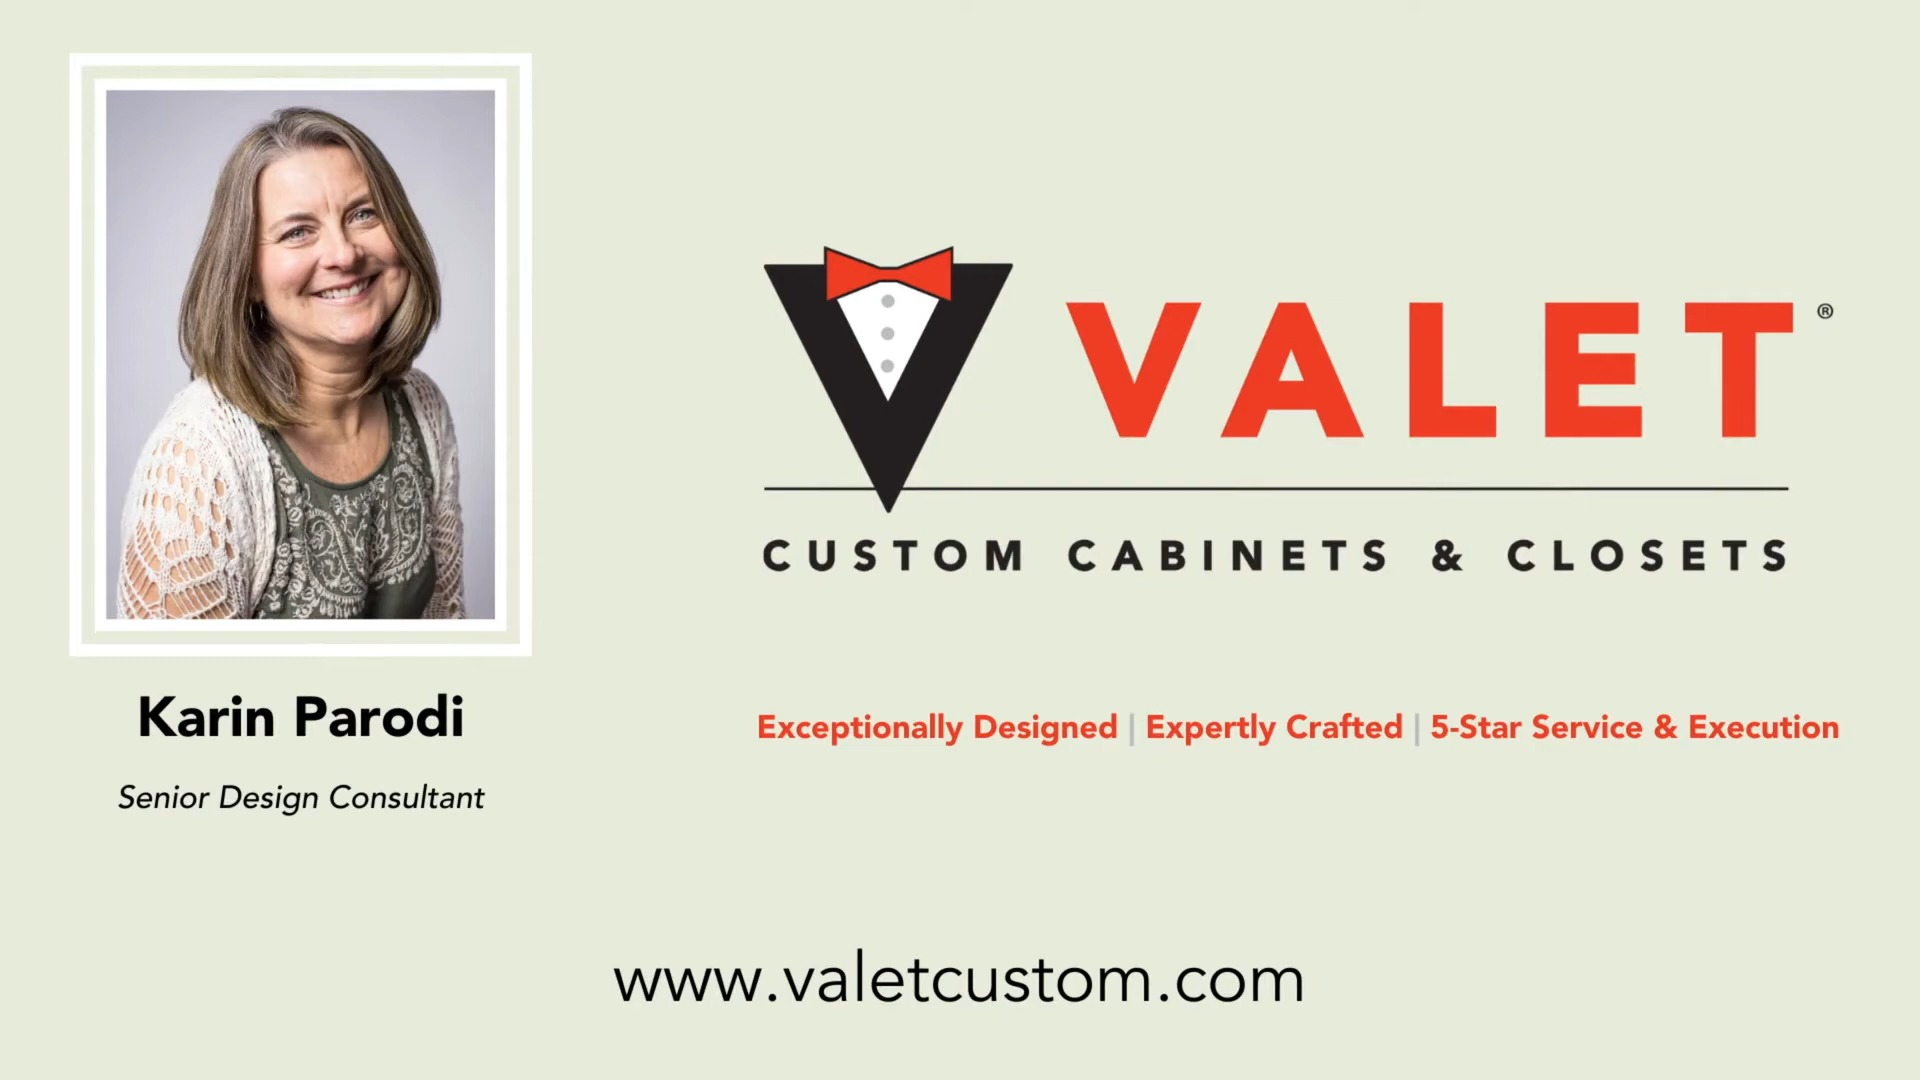 VALET®
CUSTOM CABINETS & CLOSETS
Karin Parodi
Senior Design Consultant
Exceptionally Designed | Expertly Crafted | 5-Star Service & Execution
www.valetcustom.com